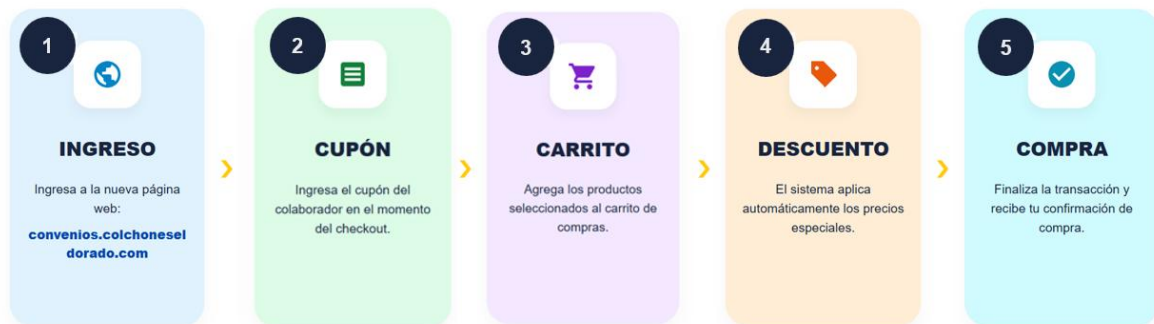 1
INGRESO
Ingresa a la nueva página
web:
convenios.colchonesel
dorado.com
2
CUPÓN
Ingresa el cupón del
colaborador en el momento
del checkout.
3
CARRITO
Agrega los productos
seleccionados al carrito de
compras.
4
DESCUENTO
El sistema aplica
automáticamente los precios
especiales.
5
COMPRA
Finaliza la transacción y
recibe tu confirmación de
compra.